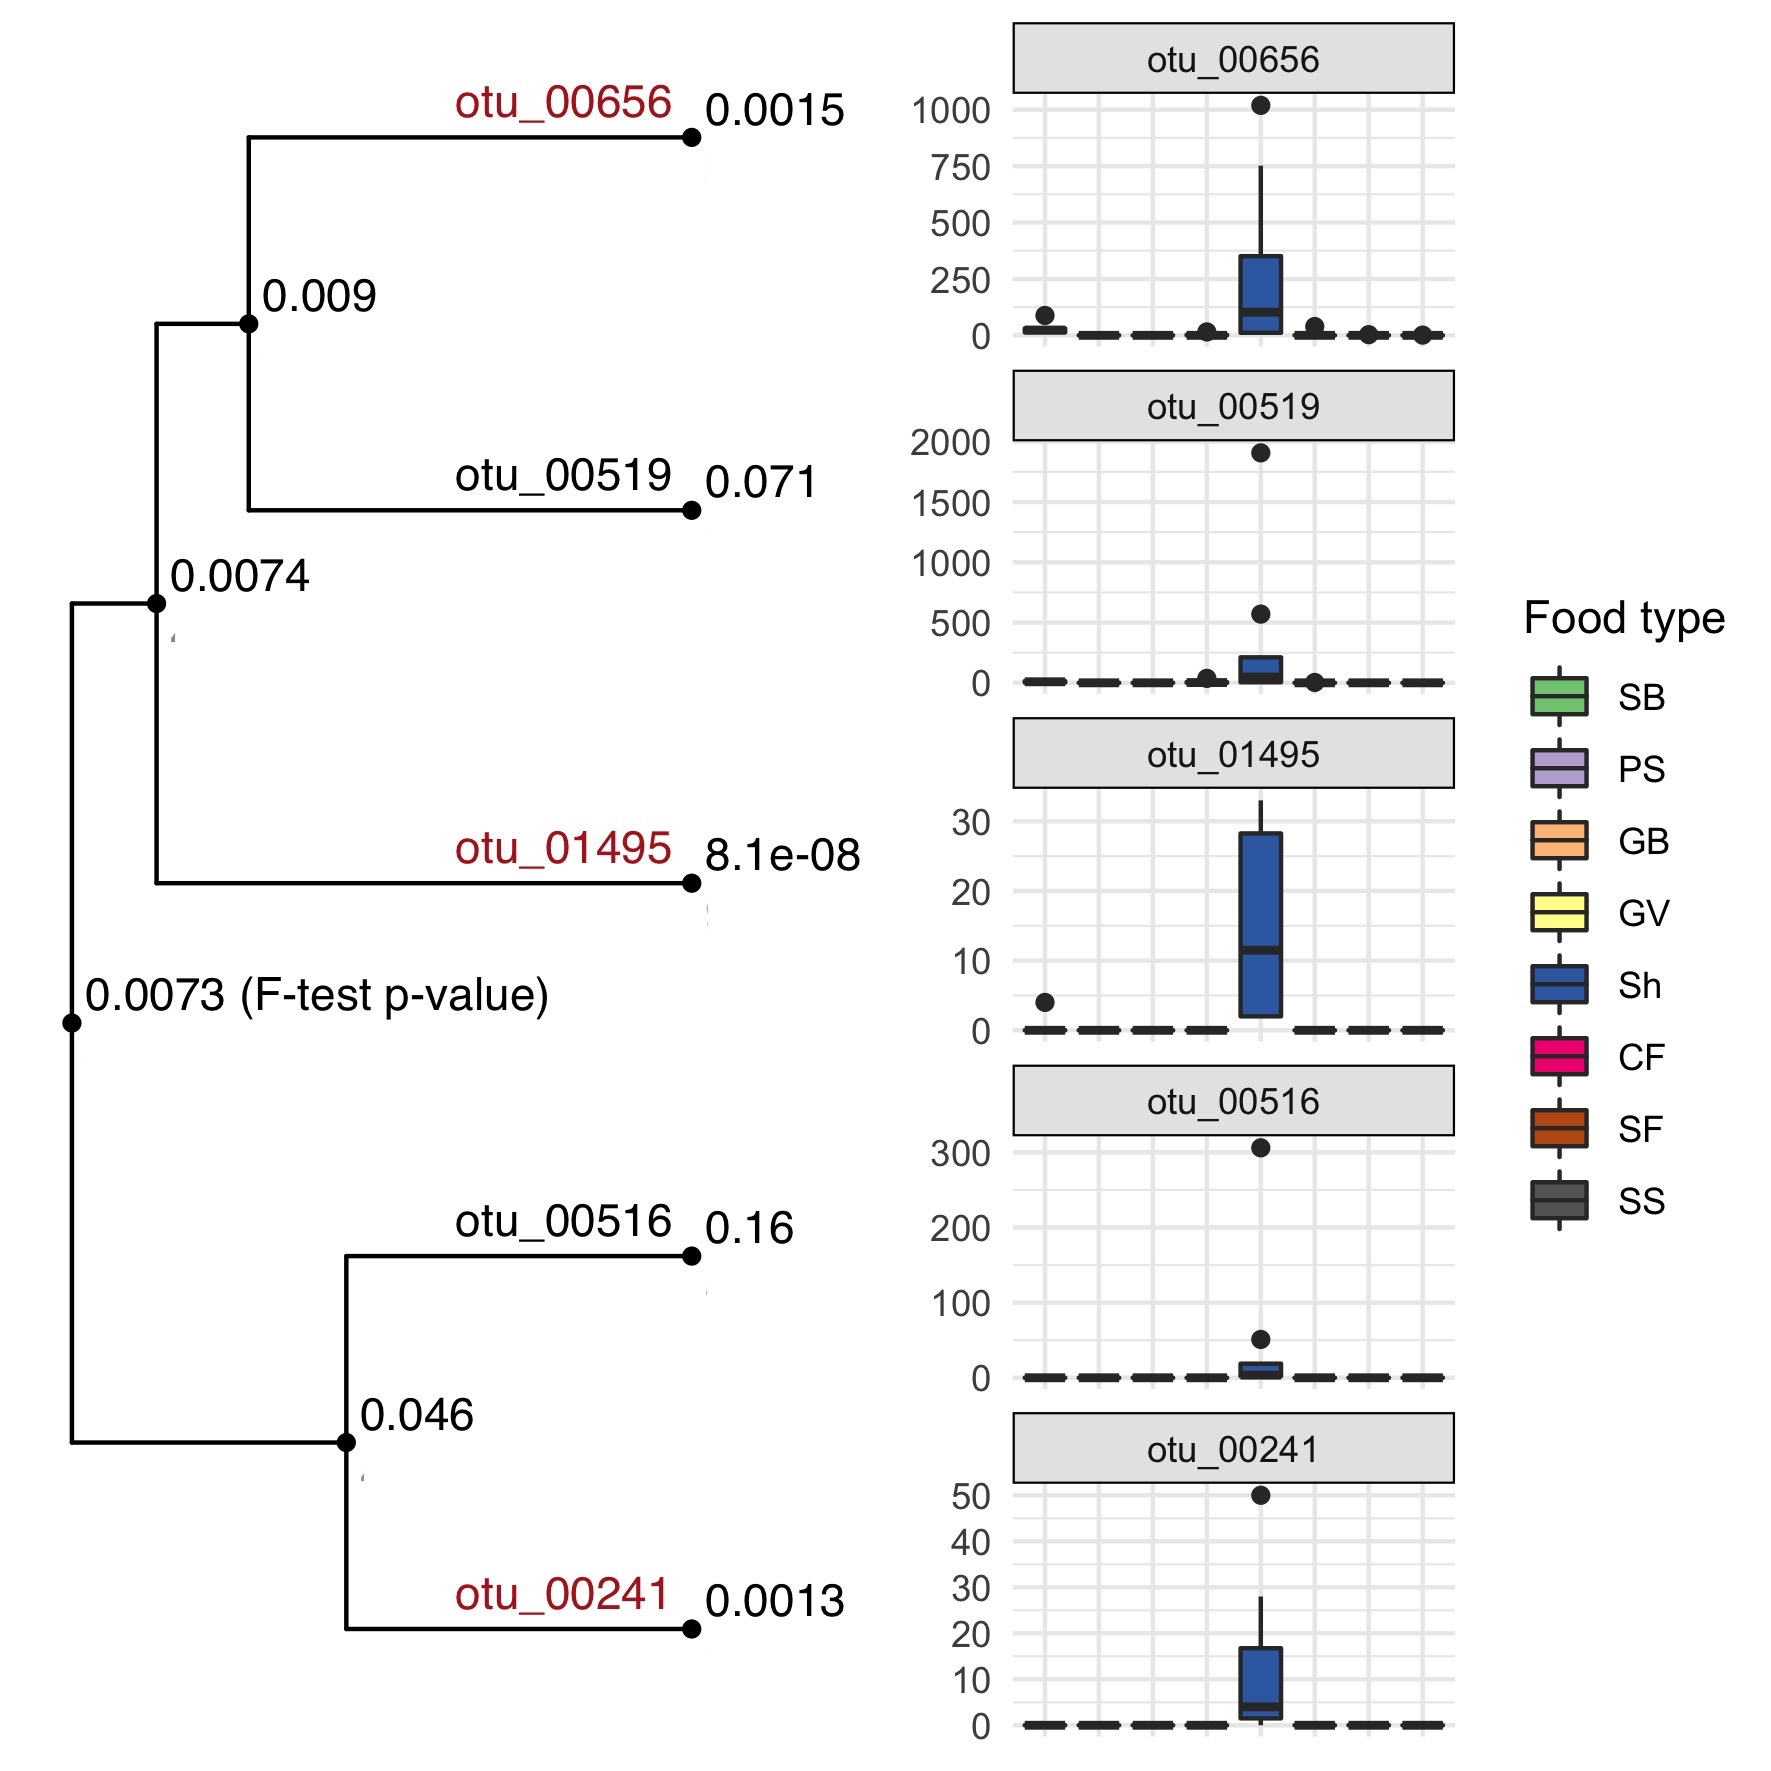 otu_00656 0.0015
0.009
otu_00519 0.071
0.0074
otu_01495 8.1e-08
0.0073 (F-test p-value)
otu_00516 0.16
0.046
otu_00241 0.0013
otu_00656
1000
750
500
250
0
otu_00519
2000
1500
1000
500
0
otu_01495
30
20
10
0
otu_00516
300
200
100
0
otu_00241
50
40
30
20
10
0
Food type
SB
PS
GB
GV
Sh
CF
SF
SS